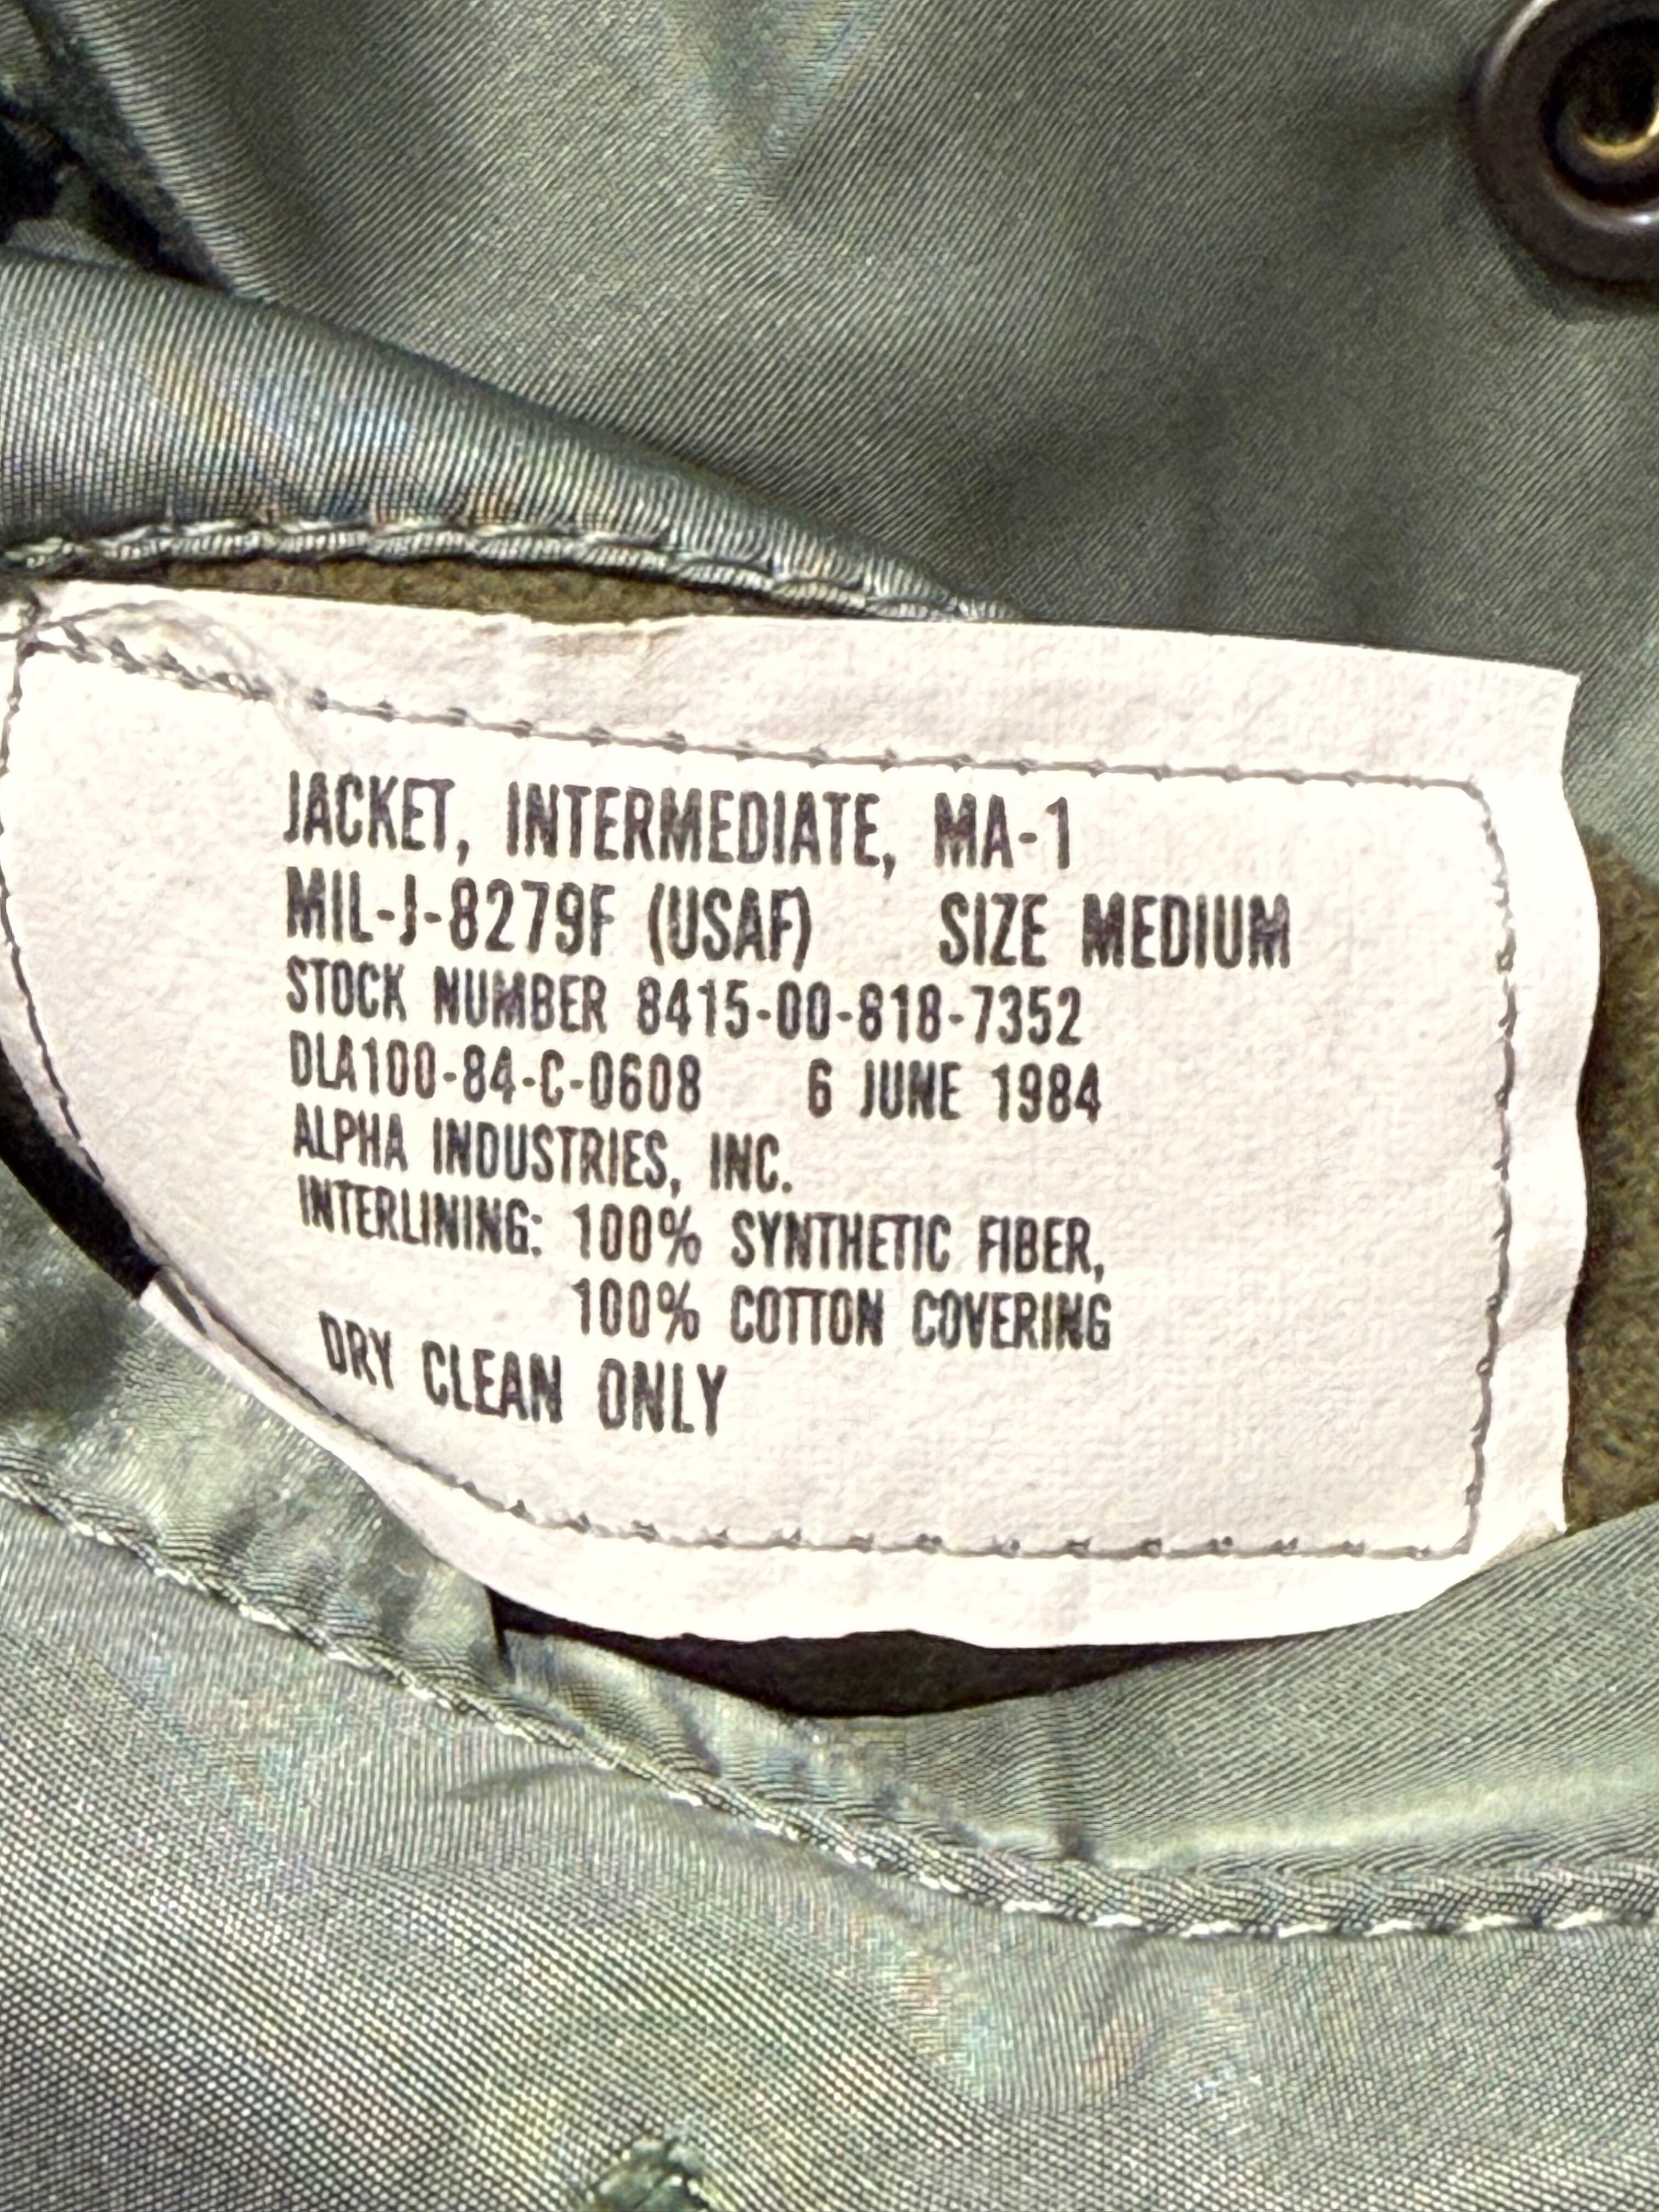 JACKET, INTERMEDIATE, MA-1
MIL-J-8279F (USAF) SIZE MEDIUM
STOCK NUMBER 8415-00-818-7352
DLA100-84-C-0608 6 JUNE 1984
ALPHA INDUSTRIES, INC.
INTERLINING: 100% SYNTHETIC FIBER,
100% COTTON COVERING
DRY CLEAN ONLY